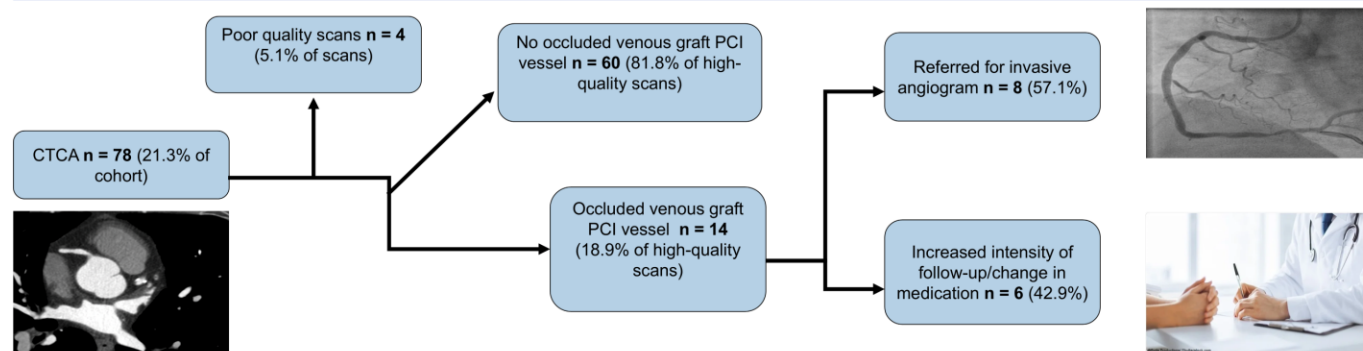 Poor quality scans n = 4
(5.1% of scans)
No occluded venous graft PCI
vessel n = 60 (81.8% of high-
quality scans)
Referred for invasive
angiogram n = 8 (57.1%)
CTCA n = 78 (21.3% of
cohort)
Occluded venous graft
PCI vessel n = 14
(18.9% of high-quality
scans)
Increased intensity of
follow-up/change in
medication n = 6 (42.9%)